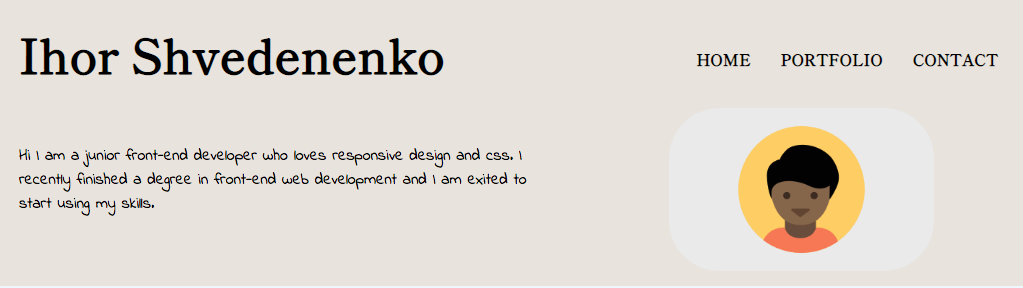 Ihor Shvedenenko
HOME PORTFOLIO CONTACT
Hi I am a junior front-end developer who loves responsive design and css. I
recently finished a degree in front-end web development and I am exited to
start using my skills.